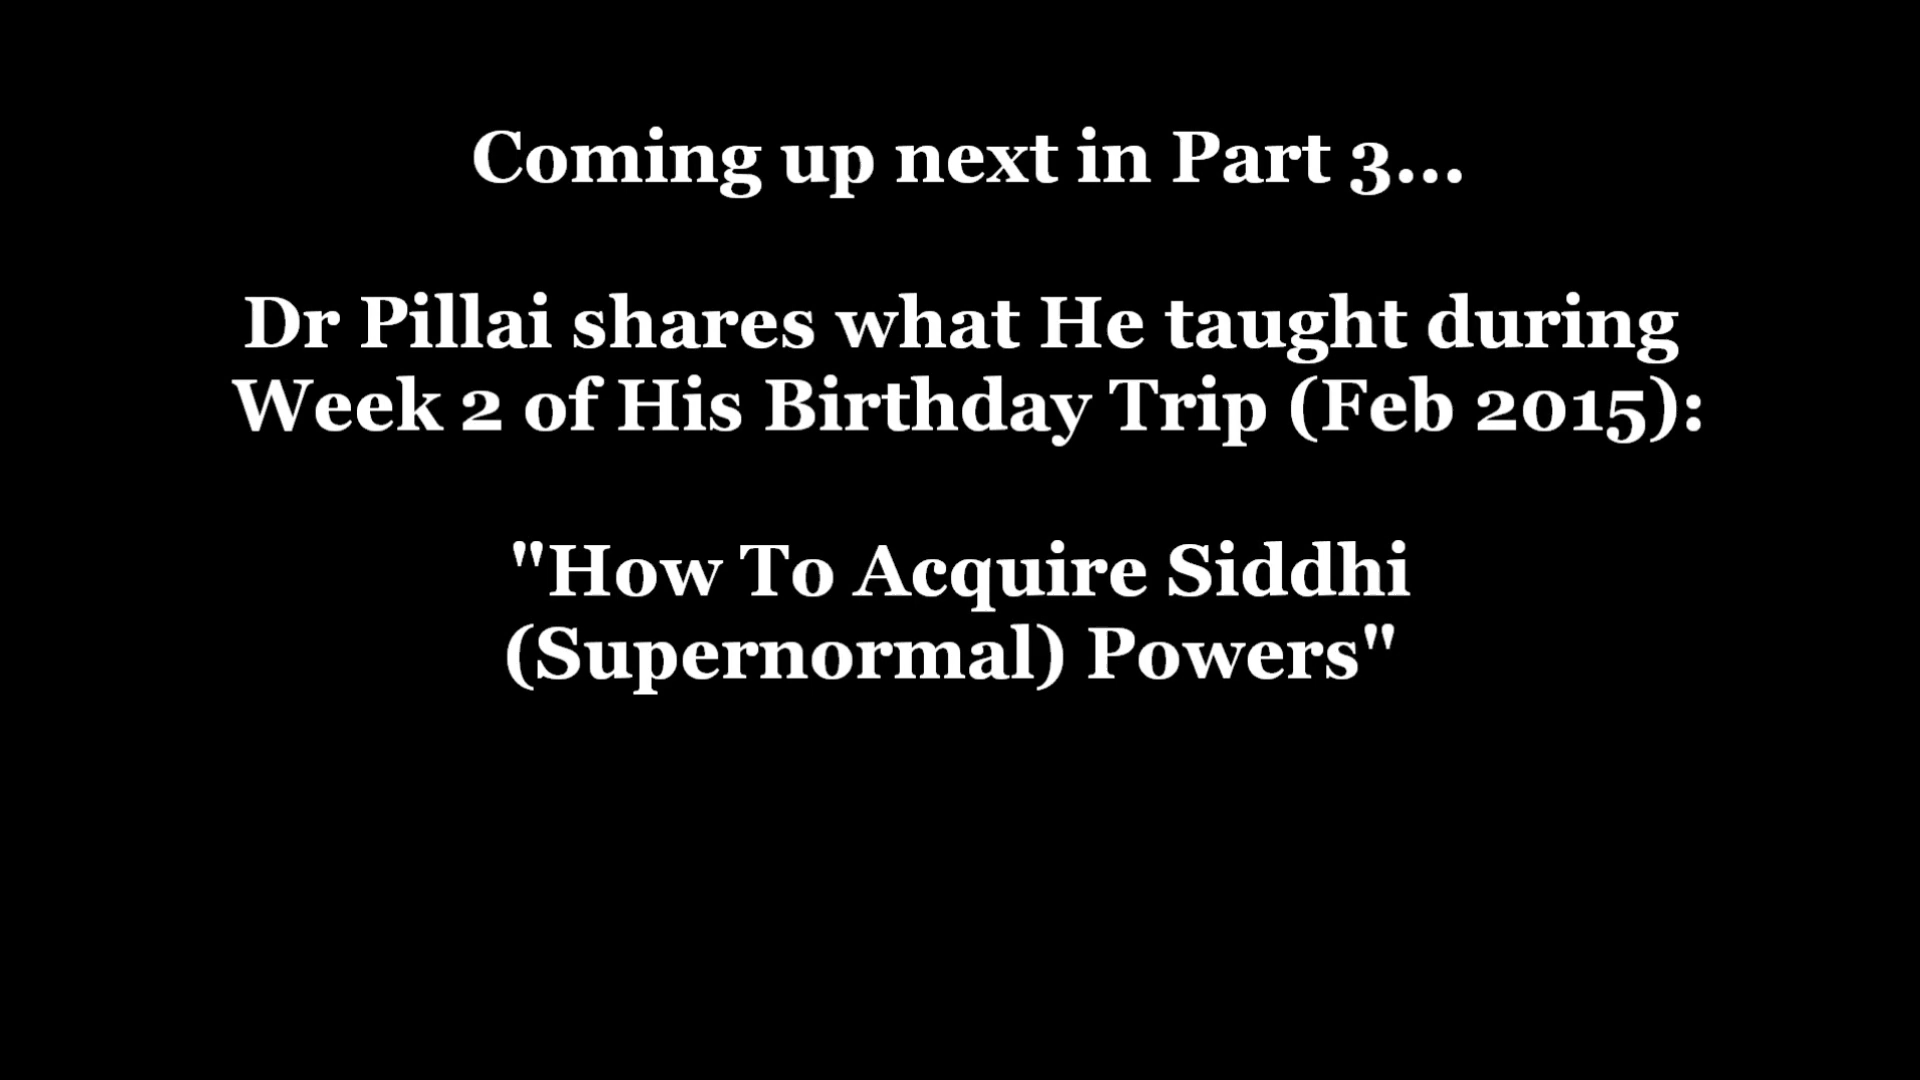 Coming up next in Part 3...
Dr Pillai shares what He taught during
Week 2 of His Birthday Trip (Feb 2015):
"How To Acquire Siddhi
(Supernormal) Powers"